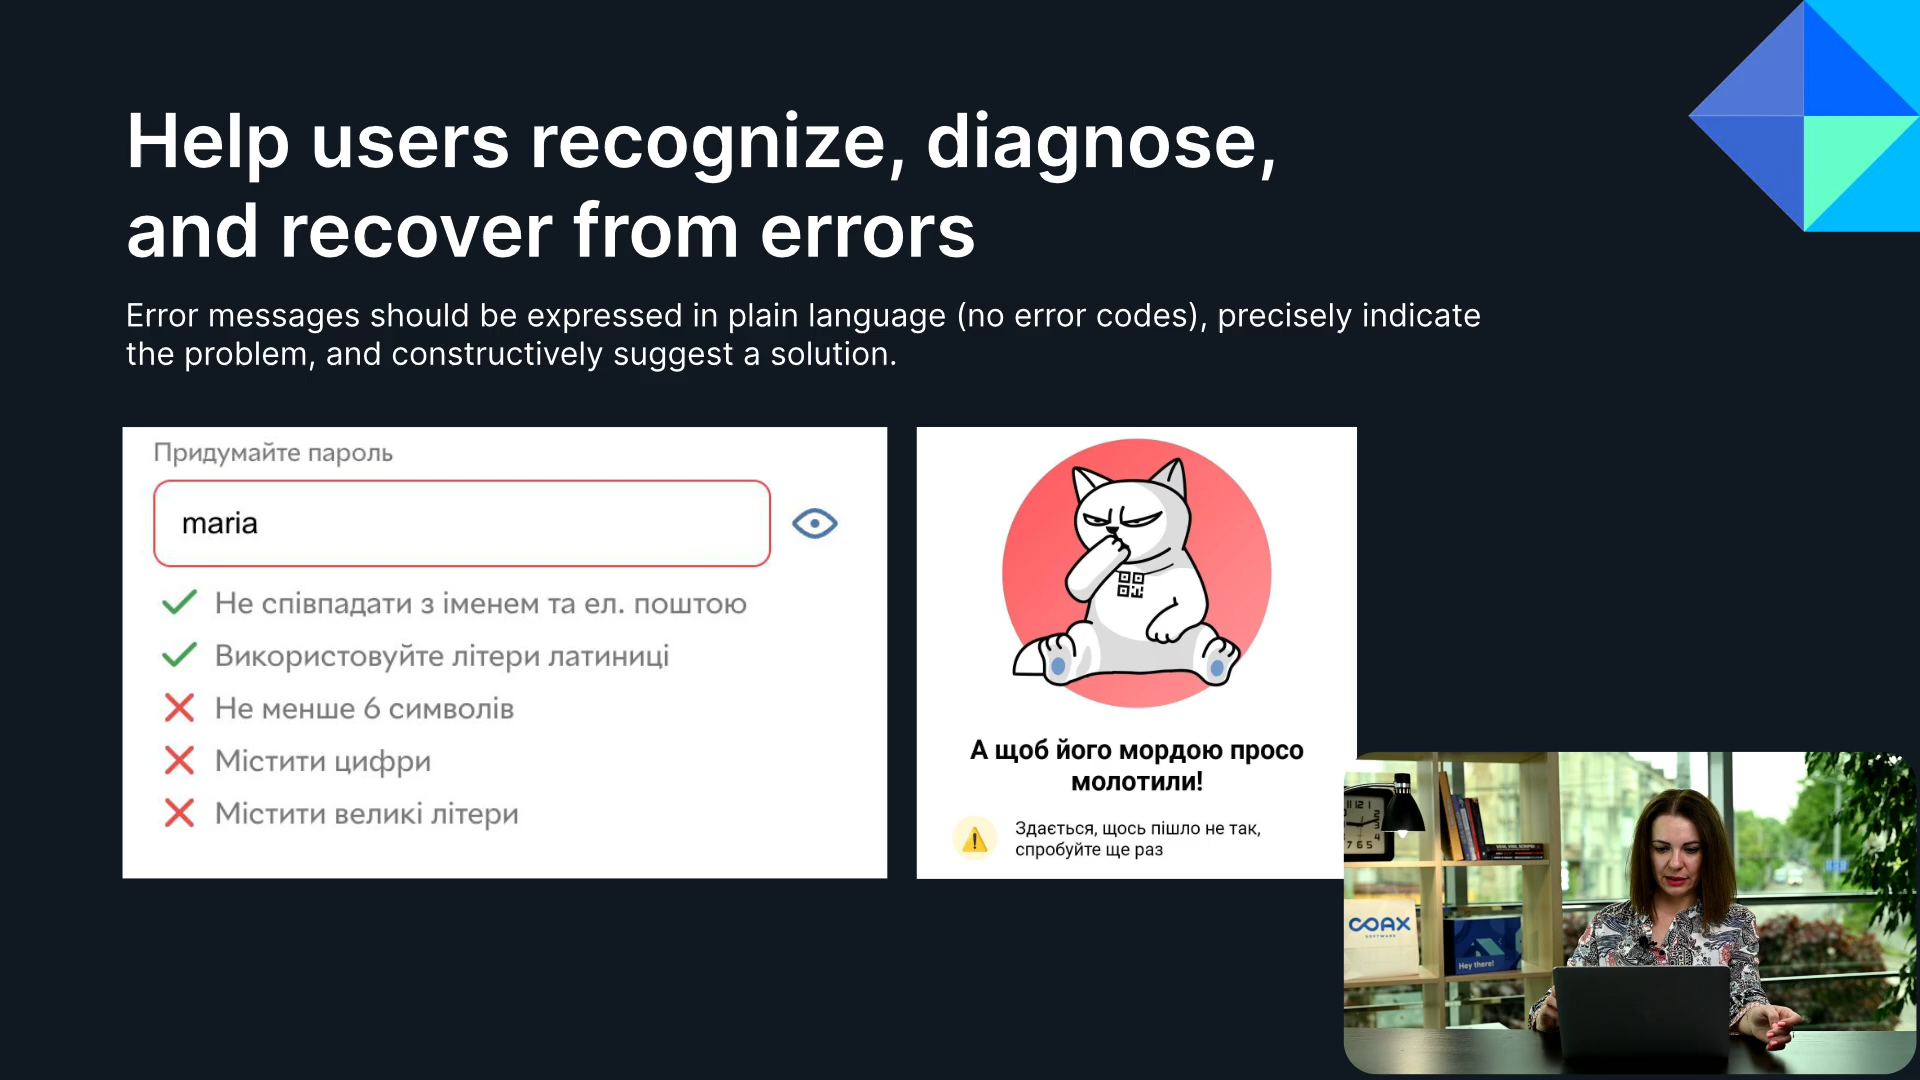 Help users recognize, diagnose,
and recover from errors
Error messages should be expressed in plain language (no error codes), precisely indicate
the problem, and constructively suggest a solution.
Придумайте пароль
maria
Не співпадати з іменем та ел. поштою
Використовуйте літери латиниці
Не менше 6 символів
Містити цифри
Містити великі літери
А щоб його мордою просо
молотили!
Здається, щось пішло не так,
спробуйте ще раз
COAX
SOFTWARE
Hey there!